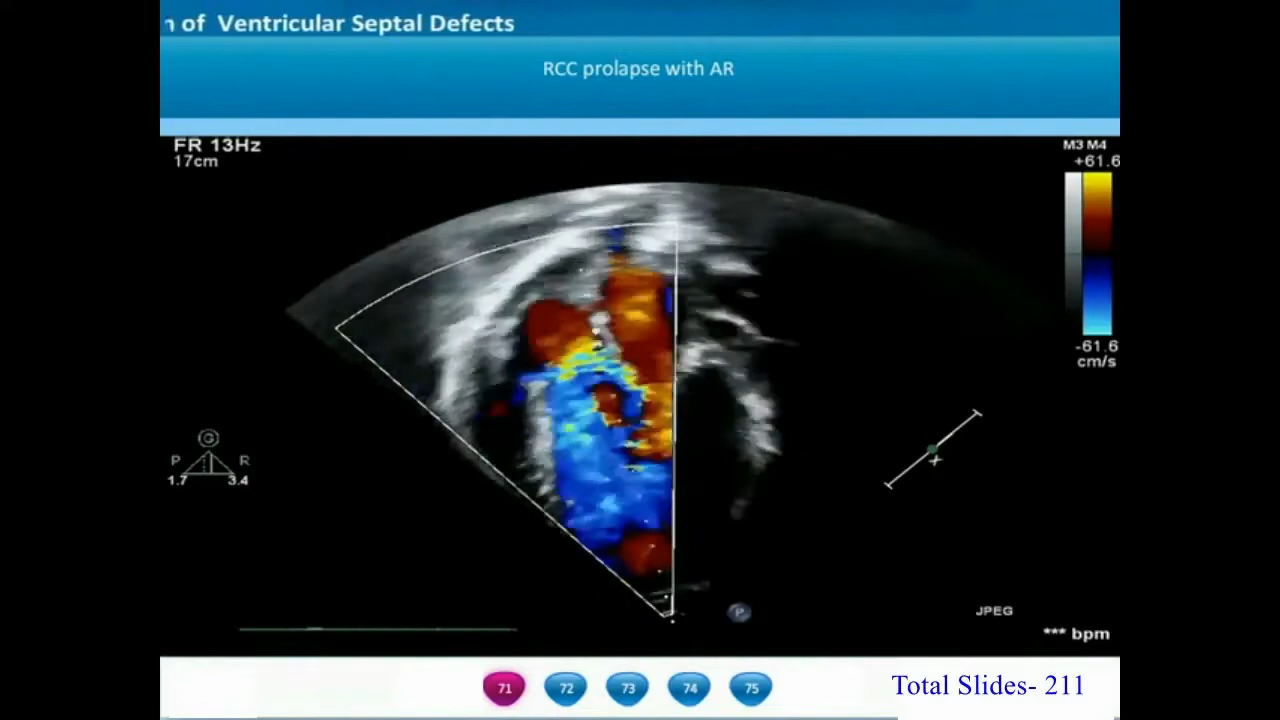 n of Ventricular Septal Defects
RCC prolapse with AR
FR 13Hz
17cm
M3 M4
+61.6
-61.6
cm/s
G
P R
1.7 3.4
x
P
JPEG
*** bpm
71 72 73 74 75
Total Slides- 211